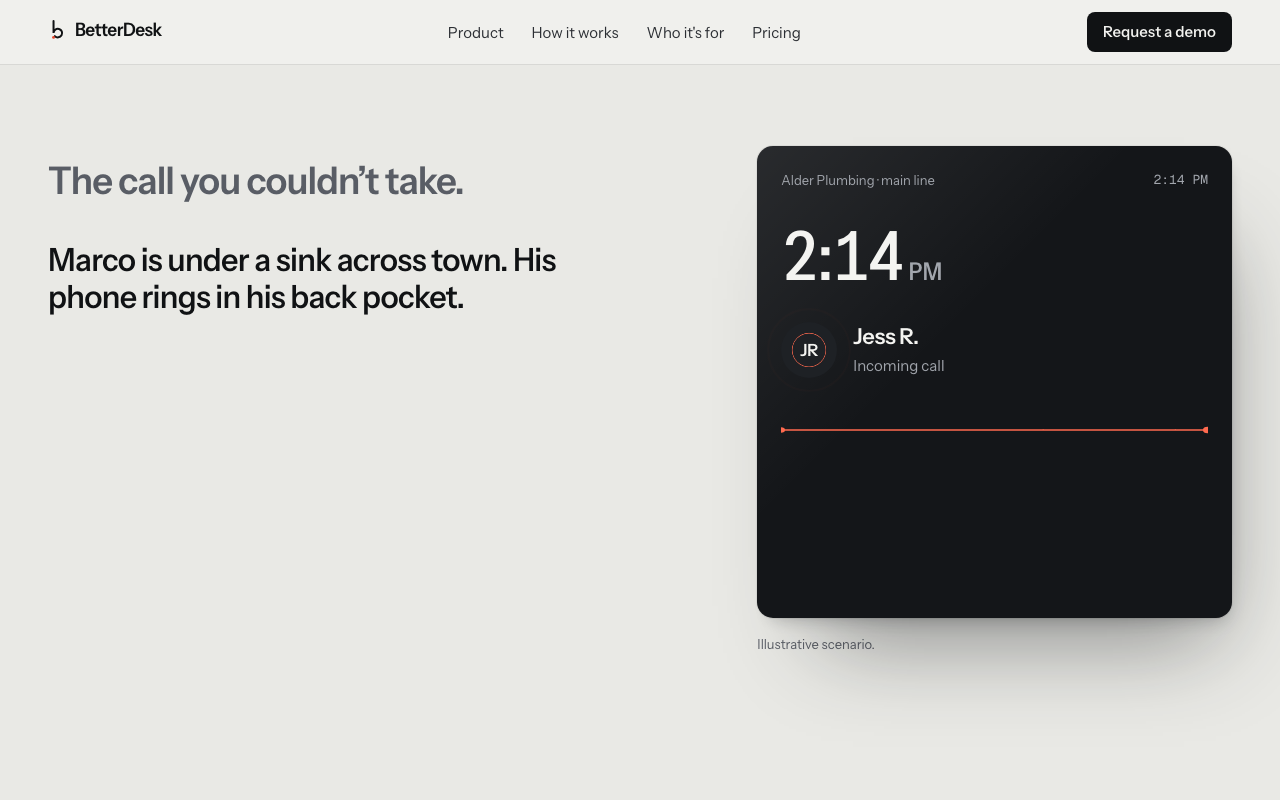 BetterDesk
Product
How it works
Who it's for
Pricing
Request a demo
The call you couldn’t take.
Marco is under a sink across town. His
phone rings in his back pocket.
Alder Plumbing · main line
2:14 PM
2:14 PM
JR
Jess R.
Incoming call
Illustrative scenario.